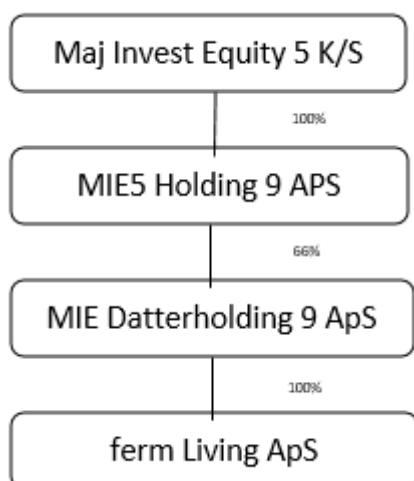 Maj Invest Equity 5 K/S
100%
MIE5 Holding 9 APS
66%
MIE Datterholding 9 ApS
100%
ferm Living ApS